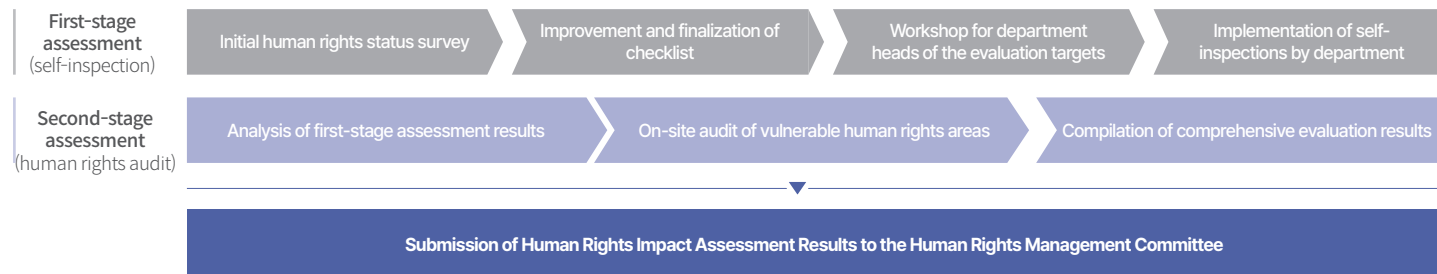 First-stage
assessment
(self-inspection)
Initial human rights status survey
Improvement and finalization of
checklist
Workshop for department
heads of the evaluation targets
Implementation of self-
inspections by department
Second-stage
assessment
(human rights audit)
Analysis of first-stage assessment results
On-site audit of vulnerable human rights areas
Compilation of comprehensive evaluation results
Submission of Human Rights Impact Assessment Results to the Human Rights Management Committee